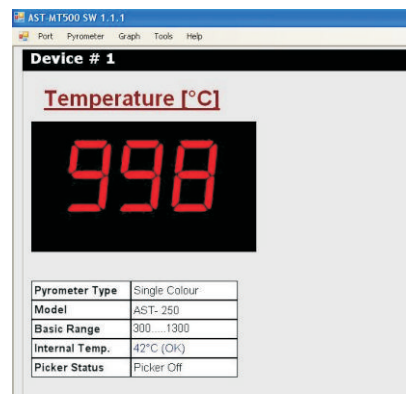 AST-MT500 SW 1.1.1
Port Pyrometer Graph Tools Help
Device # 1
Temperature [°C]
998
Pyrometer Type Single Colour
Model AST- 250
Basic Range 300.....1300
Internal Temp. 42°C (OK)
Picker Status Picker Off